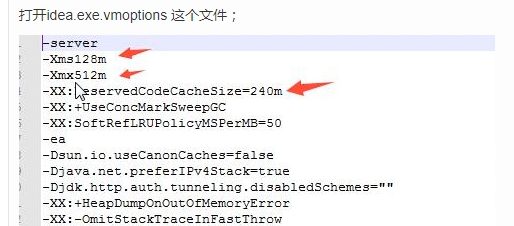 打开idea.exe.vmoptions 这个文件；
-server
-Xms128m
-Xmx512m
-XX:ReservedCodeCacheSize=240m
-XX:+UseConcMarkSweepGC
-XX:SoftRefLRUPolicyMSPerMB=50
-ea
-Dsun.io.useCanonCaches=false
-Djava.net.preferIPv4Stack=true
-Djdk.http.auth.tunneling.disabledSchemes=""
-XX:+HeapDumpOnOutOfMemoryError
-XX:-OmitStackTraceInFastThrow